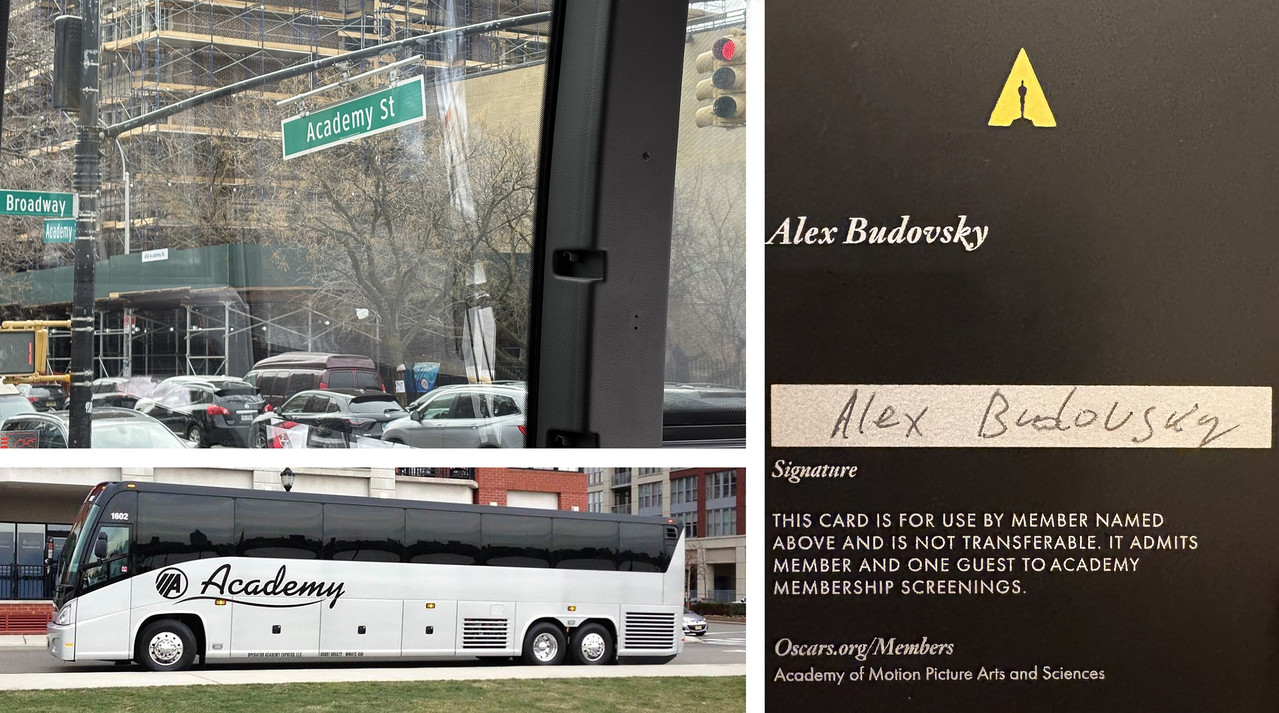 Academy St
Broadway
Academy
1602
Academy
Alex Budovsky
Alex Budovsky
Signature
THIS CARD IS FOR USE BY MEMBER NAMED
ABOVE AND IS NOT TRANSFERABLE. IT ADMITS
MEMBER AND ONE GUEST TO ACADEMY
MEMBERSHIP SCREENINGS.
Oscars.org/Members
Academy of Motion Picture Arts and Sciences